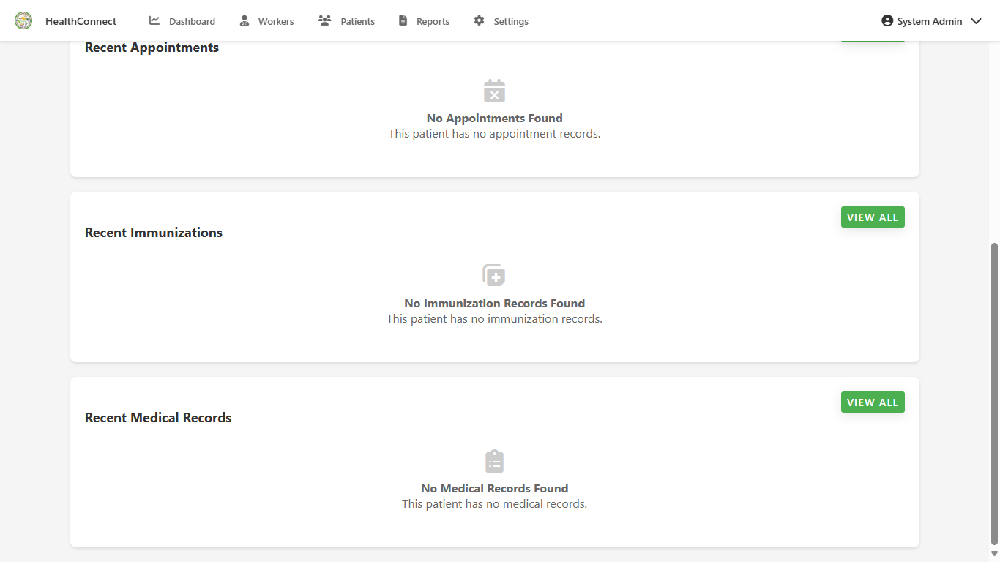 HealthConnect
Dashboard
Workers
Patients
Reports
Settings
System Admin
Recent Appointments
No Appointments Found
This patient has no appointment records.
VIEW ALL
Recent Immunizations
No Immunization Records Found
This patient has no immunization records.
VIEW ALL
Recent Medical Records
No Medical Records Found
This patient has no medical records.